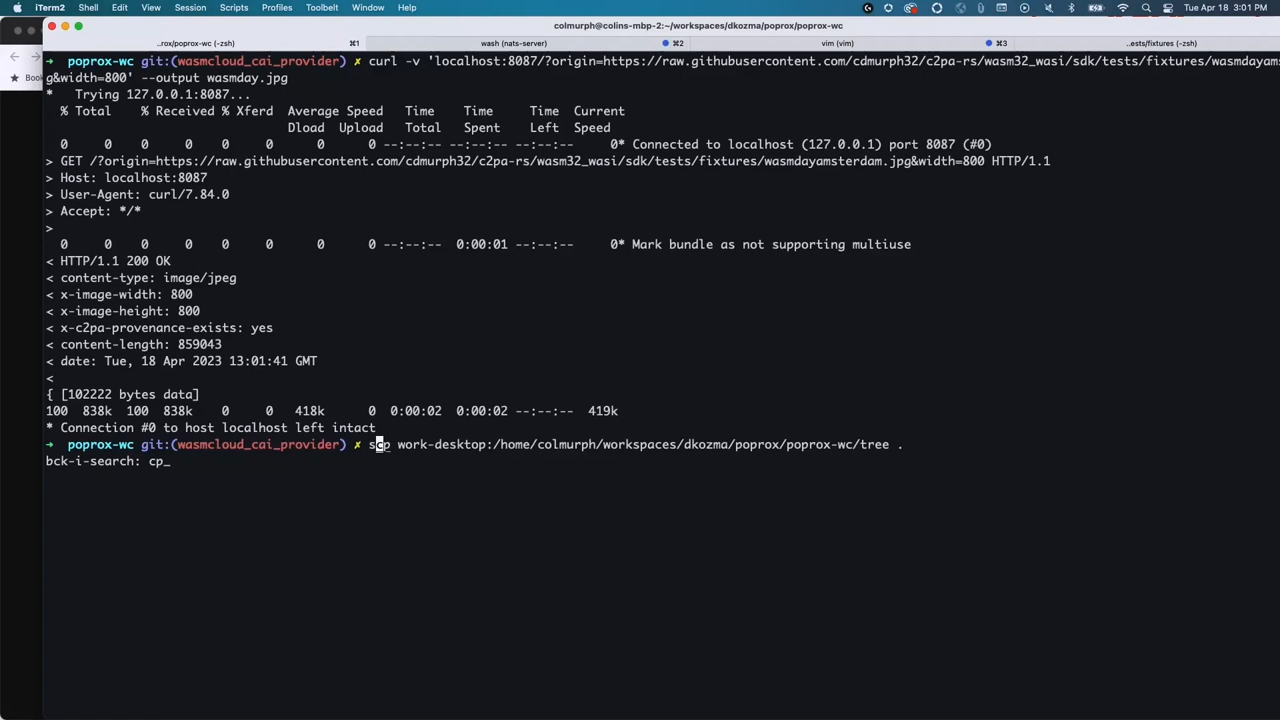 iTerm2 Shell Edit View Session Scripts Profiles Toolbelt Window Help Tue Apr 18 3:01 PM
colmurph@colins-mbp-2:~/workspaces/dkozma/poprox/poprox-wc
..rox/poprox-wc (-zsh) ⌘1 wash (nats-server) ⌘2 vim (vim) ⌘3 ..ests/fixtures (-zsh)
Book
➜ poprox-wc git:(wasmcloud_cai_provider) ✗ curl -v 'localhost:8087/?origin=https://raw.githubusercontent.com/cdmurph32/c2pa-rs/wasm32_wasi/sdk/tests/fixtures/wasmdayams
g&width=800' --output wasmday.jpg
* Trying 127.0.0.1:8087...
% Total % Received % Xferd Average Speed Time Time Time Current
Dload Upload Total Spent Left Speed
0 0 0 0 0 0 0 0 --:--:-- --:--:-- --:--:-- 0* Connected to localhost (127.0.0.1) port 8087 (#0)
> GET /?origin=https://raw.githubusercontent.com/cdmurph32/c2pa-rs/wasm32_wasi/sdk/tests/fixtures/wasmdayamsterdam.jpg&width=800 HTTP/1.1
> Host: localhost:8087
> User-Agent: curl/7.84.0
> Accept: */*
>
0 0 0 0 0 0 0 0 --:--:-- 0:00:01 --:--:-- 0* Mark bundle as not supporting multiuse
< HTTP/1.1 200 OK
< content-type: image/jpeg
< x-image-width: 800
< x-image-height: 800
< x-c2pa-provenance-exists: yes
< content-length: 859043
< date: Tue, 18 Apr 2023 13:01:41 GMT
<
{ [102222 bytes data]
100 838k 100 838k 0 0 418k 0 0:00:02 0:00:02 --:--:-- 419k
* Connection #0 to host localhost left intact
➜ poprox-wc git:(wasmcloud_cai_provider) ✗ scp work-desktop:/home/colmurph/workspaces/dkozma/poprox/poprox-wc/tree .
bck-i-search: cp_